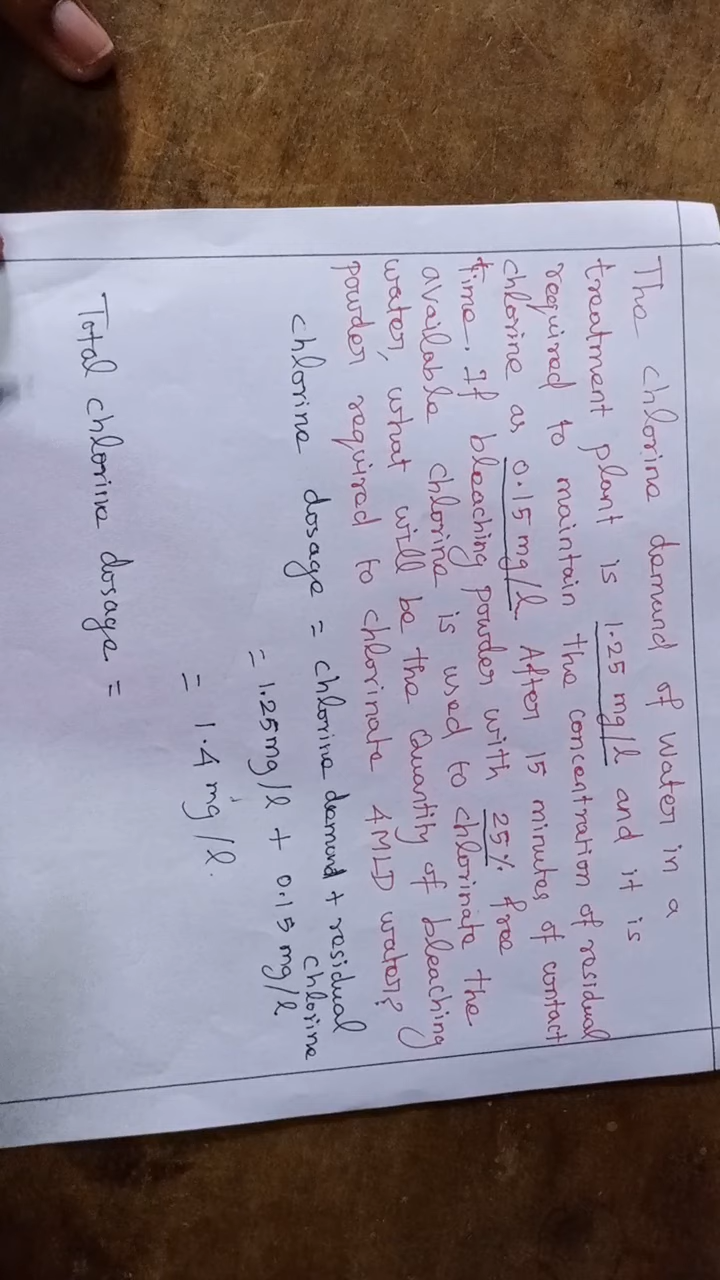 The chlorine demand of water in a
treatment plant is 1.25 mg/l and it is
required to maintain the concentration of residual
chlorine as 0.15 mg/l After 15 minutes of contact
time. If bleaching powder with 25% free
available chlorine is used to chlorinate the
water, what will be the Quantity of bleaching
powder required to chlorinate 4MLD water?
chlorine dosage = chlorine demand + residual
chlorine
= 1.25mg/l + 0.15 mg/l
= 1.4 mg/l.
Total chlorine dosage =